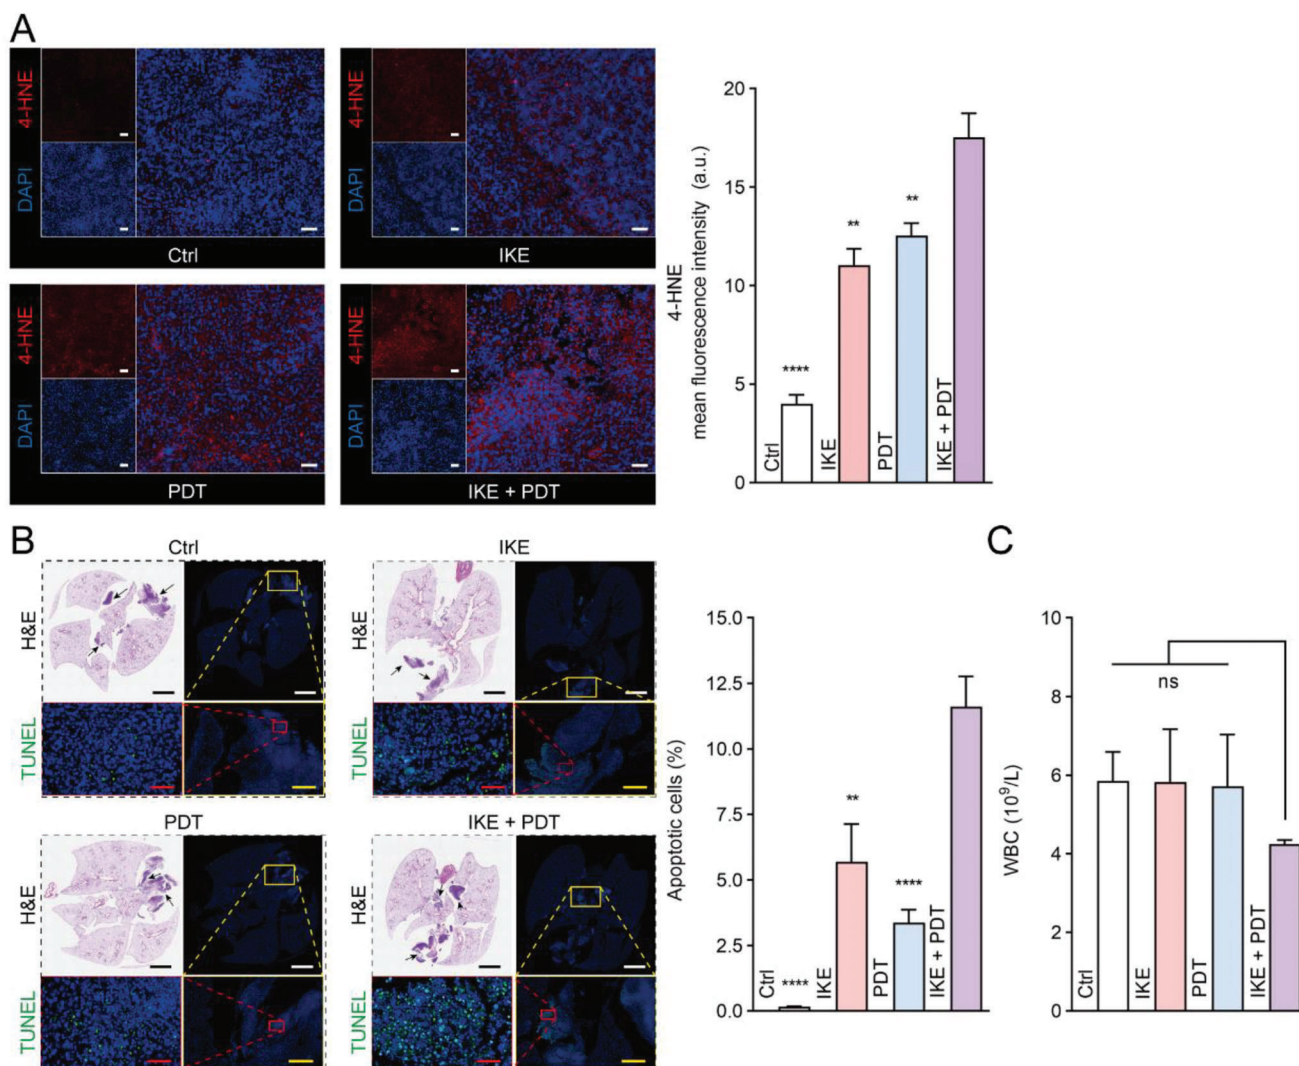 A
4-HNE
DAPI
Ctrl
4-HNE
DAPI
IKE
4-HNE
DAPI
PDT
4-HNE
DAPI
IKE + PDT
4-HNE
mean fluorescence intensity (a.u.)
20
15
10
5
0
Ctrl
****
IKE
**
PDT
**
IKE + PDT
B
Ctrl
H&E
TUNEL
IKE
H&E
TUNEL
PDT
H&E
TUNEL
IKE + PDT
H&E
TUNEL
Apoptotic cells (%)
15.0
12.5
10.0
7.5
5.0
2.5
0.0
Ctrl
****
IKE
**
PDT
****
IKE + PDT
C
WBC (10⁹/L)
10
8
6
4
2
0
ns
Ctrl
IKE
PDT
IKE + PDT